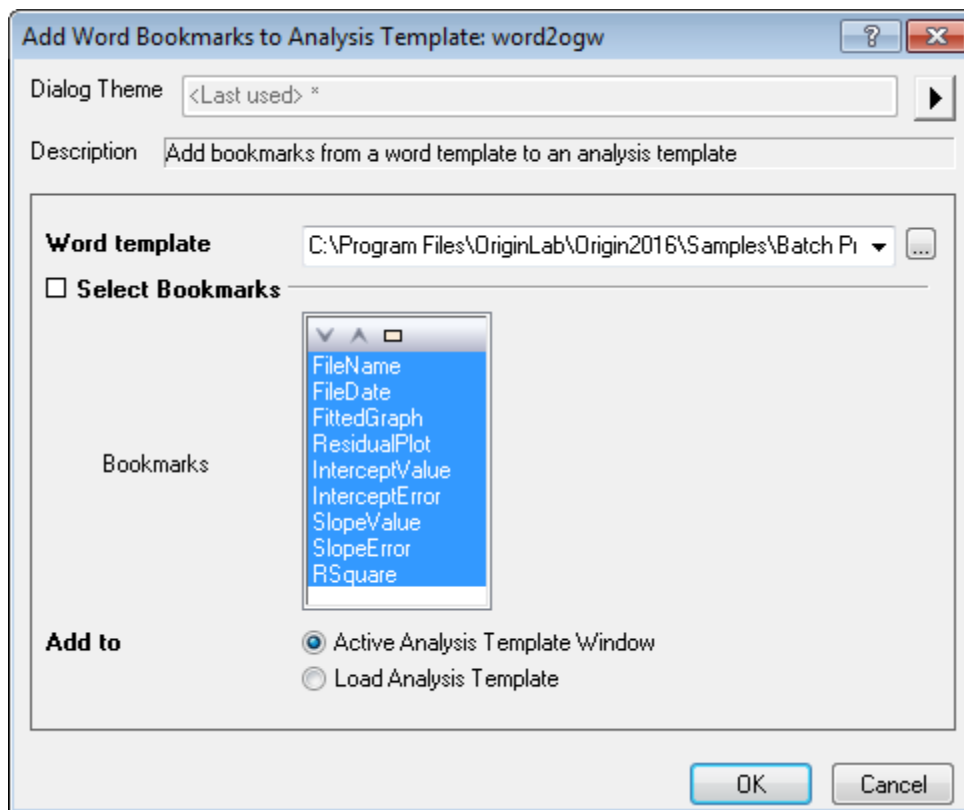 Add Word Bookmarks to Analysis Template: word2ogw
Dialog Theme <Last used> *
Description Add bookmarks from a word template to an analysis template
Word template C:\Program Files\OriginLab\Origin2016\Samples\Batch Pr ...
Select Bookmarks
Bookmarks
FileName
FileDate
FittedGraph
ResidualPlot
InterceptValue
InterceptError
SlopeValue
SlopeError
RSquare
Add to Active Analysis Template Window
Load Analysis Template
OK Cancel